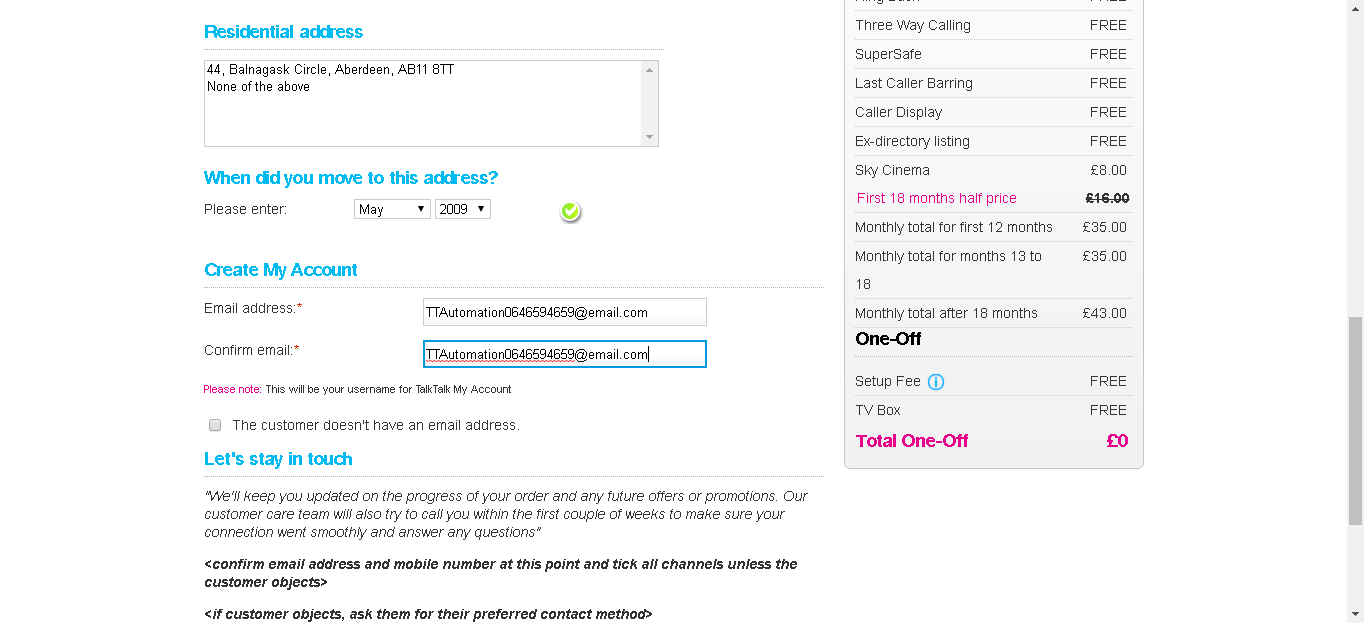 Residential address
44, Balnagask Circle, Aberdeen, AB11 8TT
None of the above
When did you move to this address?
Please enter: May 2009
Create My Account
Email address:* TTAutomation0646594659@email.com
Confirm email:* TTAutomation0646594659@email.com
Please note: This will be your username for TalkTalk My Account
The customer doesn't have an email address.
Let's stay in touch
"We'll keep you updated on the progress of your order and any future offers or promotions. Our
customer care team will also try to call you within the first couple of weeks to make sure your
connection went smoothly and answer any questions"
<confirm email address and mobile number at this point and tick all channels unless the
customer objects>
<if customer objects, ask them for their preferred contact method>
Three Way Calling FREE
SuperSafe FREE
Last Caller Barring FREE
Caller Display FREE
Ex-directory listing FREE
Sky Cinema £8.00
First 18 months half price £16.00
Monthly total for first 12 months £35.00
Monthly total for months 13 to £35.00
18
Monthly total after 18 months £43.00
One-Off
Setup Fee FREE
TV Box FREE
Total One-Off £0